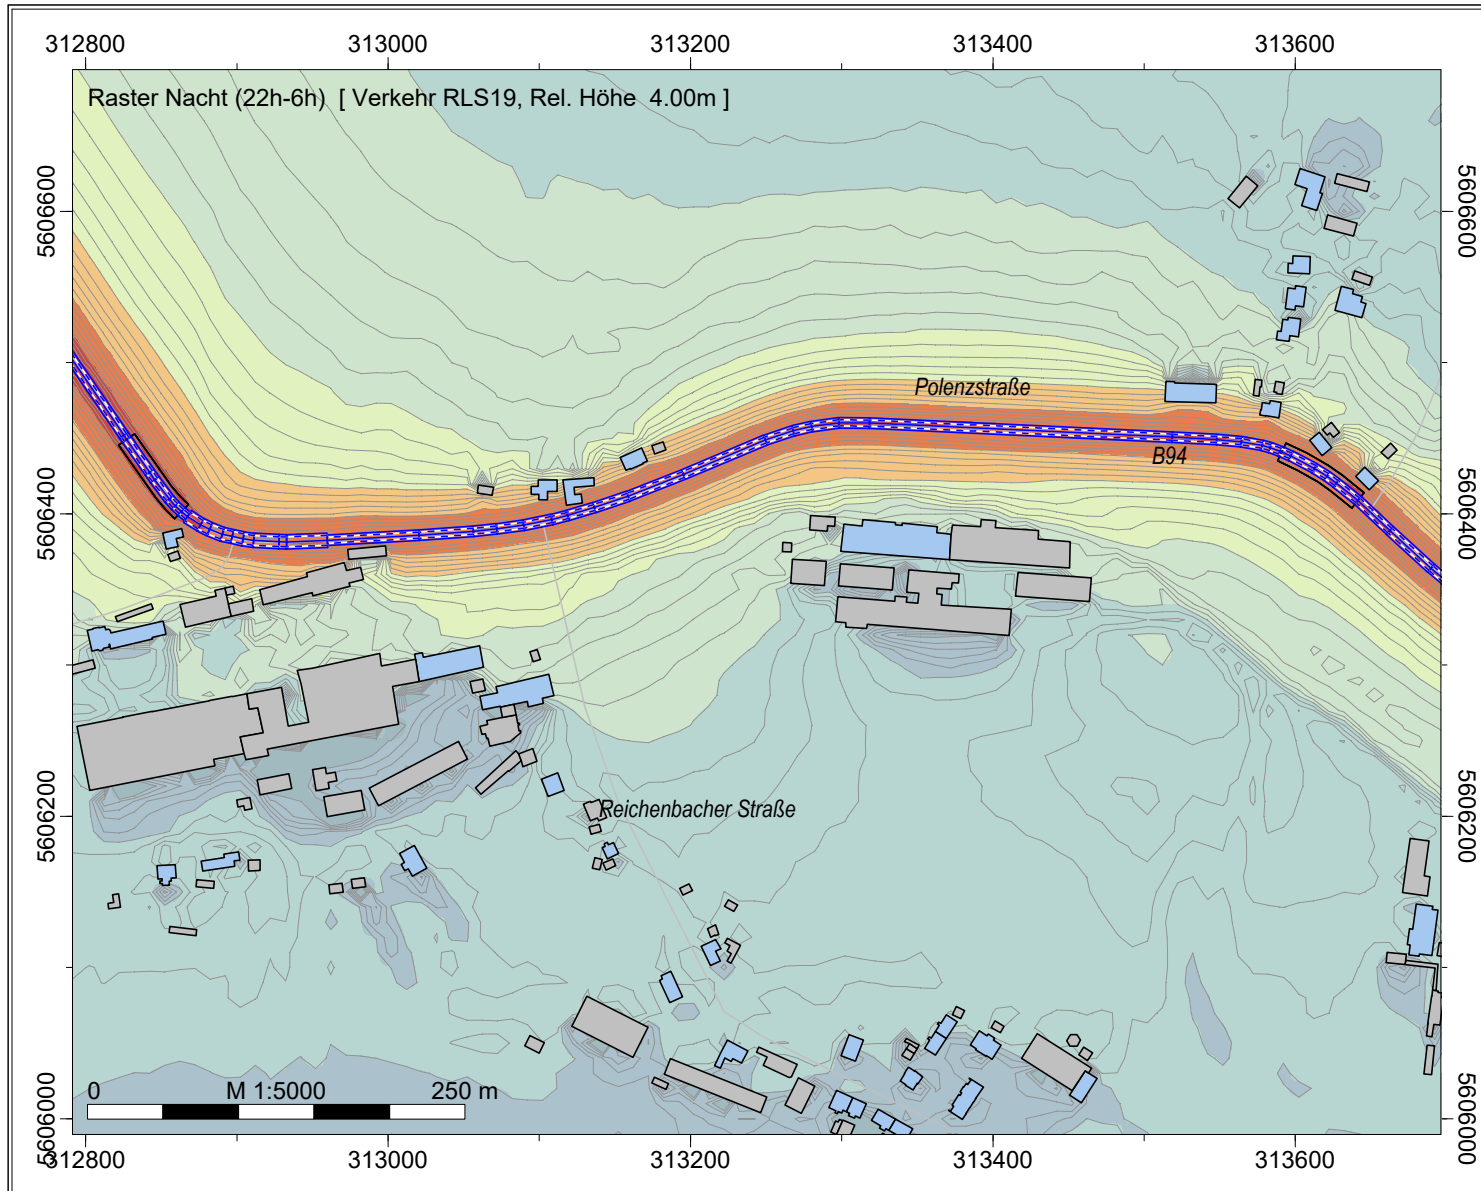 312800 313000 313200 313400 313600
Raster Nacht (22h-6h) [ Verkehr RLS19, Rel. Höhe 4.00m ]
5606600 5606600
Polenzstraße
B94
5606400 5606400
5606200 5606200
Reichenbacher Straße
0 M 1:5000 250 m
5606000 5606000
312800 313000 313200 313400 313600